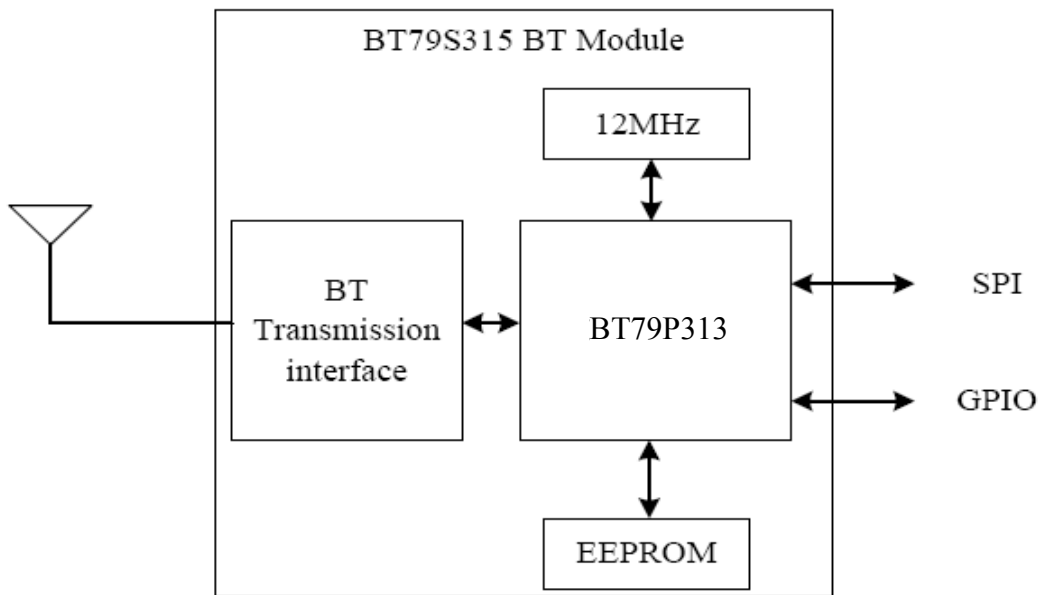 BT79S315 BT Module
12MHz
BT
Transmission
interface
BT79P313
SPI
GPIO
EEPROM